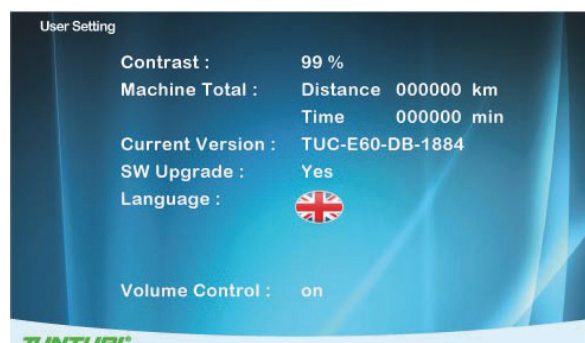 User Setting
Contrast : 99 %
Machine Total : Distance 000000 km
Time 000000 min
Current Version : TUC-E60-DB-1884
SW Upgrade : Yes
Language :
Volume Control : on
TUNTURI®